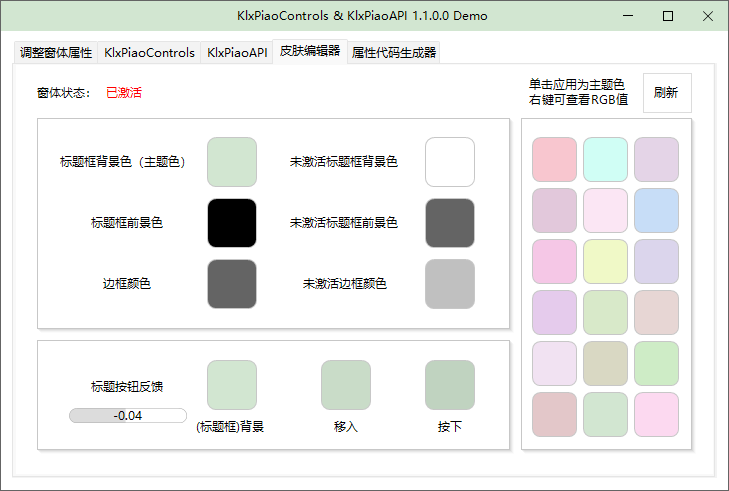 KlxPiaoControls & KlxPiaoAPI 1.1.0.0 Demo
调整窗体属性 KlxPiaoControls KlxPiaoAPI 皮肤编辑器 属性代码生成器
窗体状态： 已激活
单击应用为主题色
右键可查看RGB值
刷新
标题框背景色（主题色） 未激活标题框背景色
标题框前景色 未激活标题框前景色
边框颜色 未激活边框颜色
标题按钮反馈
-0.04
(标题框)背景 移入 按下